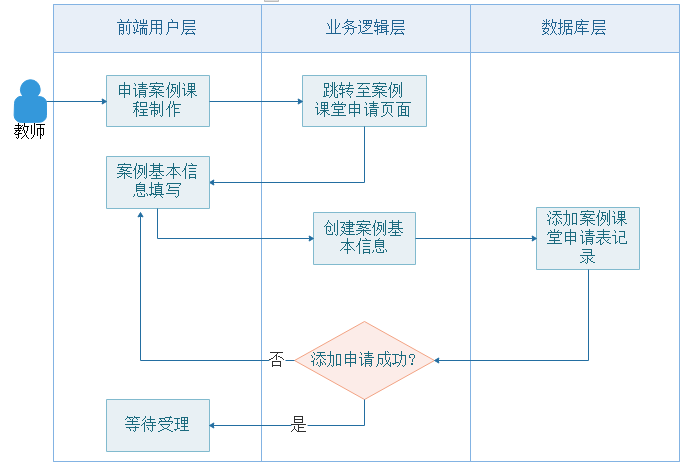 前端用户层
业务逻辑层
数据库层
教师
申请案例课
程制作
跳转至案例
课堂申请页面
案例基本信
息填写
创建案例基
本信息
添加案例课
堂申请表记
录
否
添加申请成功?
等待受理
是